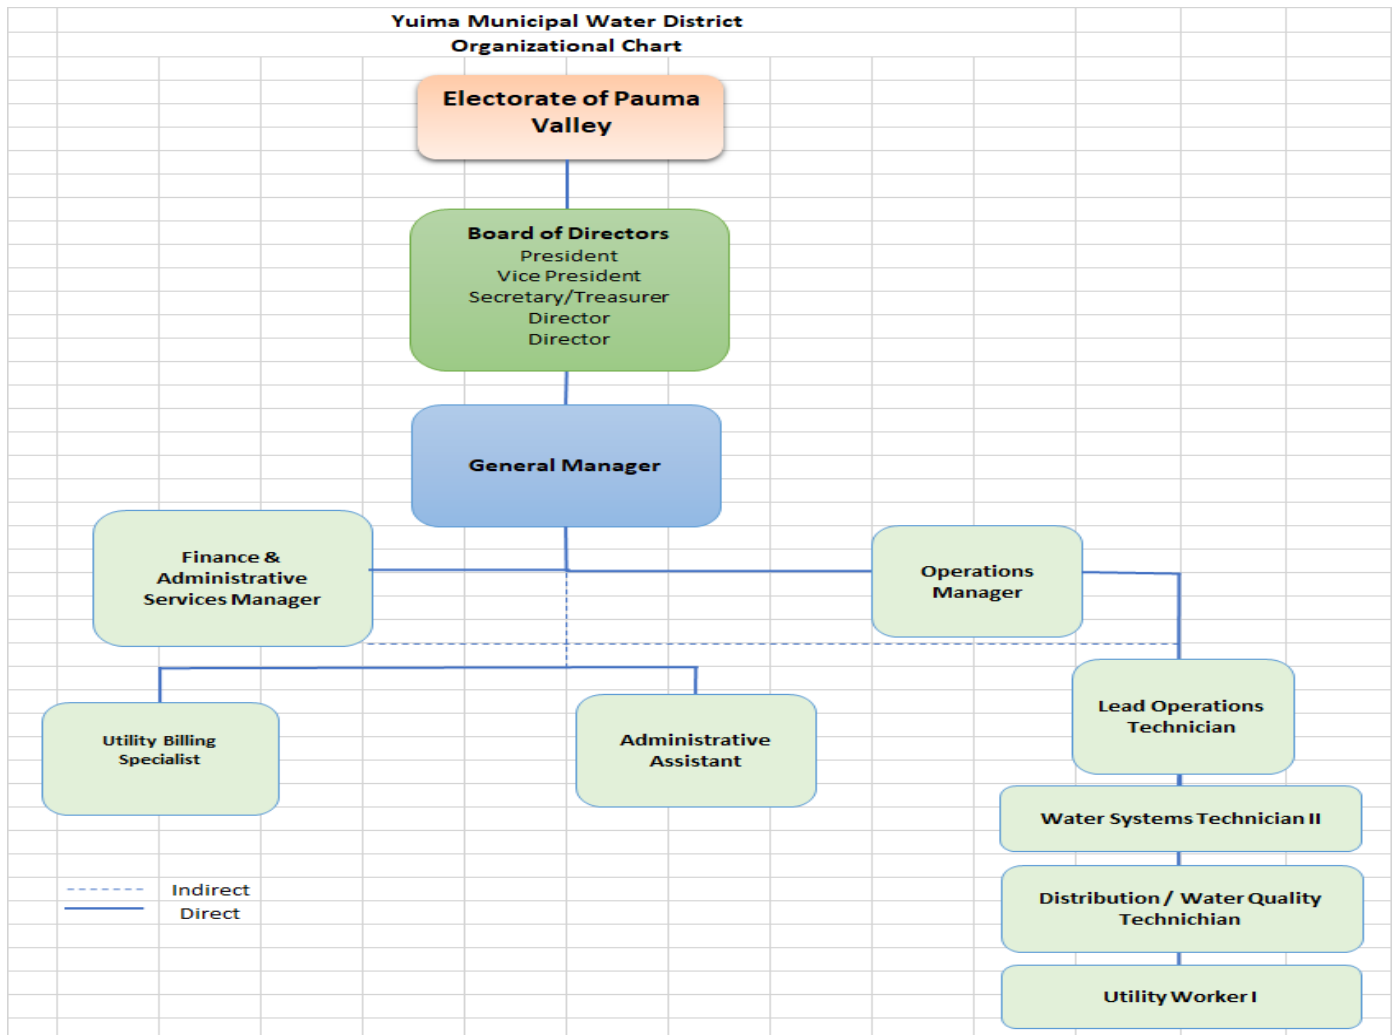 Yuima Municipal Water District
Organizational Chart
Electorate of Pauma
Valley
Board of Directors
President
Vice President
Secretary/Treasurer
Director
Director
General Manager
Finance &
Administrative
Services Manager
Operations
Manager
Utility Billing
Specialist
Administrative
Assistant
Lead Operations
Technician
Water Systems Technician II
Distribution / Water Quality
Technichian
Utility Worker I
Indirect
Direct